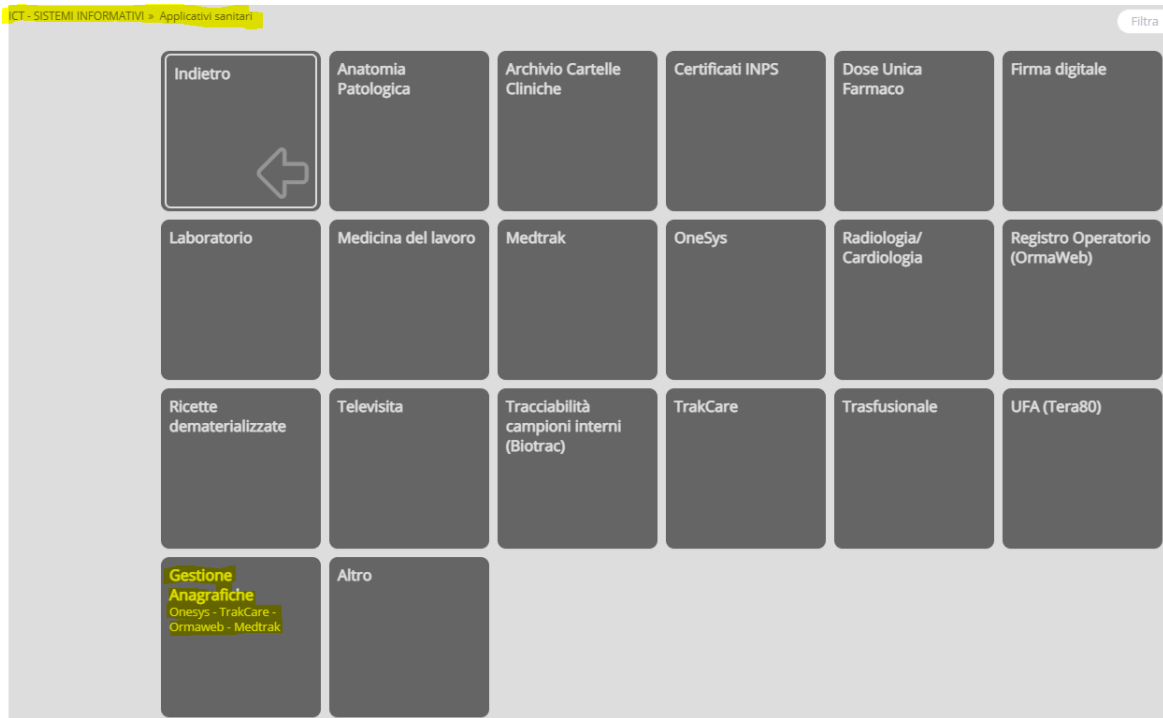 ICT - SISTEMI INFORMATIVI » Applicativi sanitari
Filtra
Indietro
Anatomia
Patologica
Archivio Cartelle
Cliniche
Certificati INPS
Dose Unica
Farmaco
Firma digitale
Laboratorio
Medicina del lavoro
Medtrak
OneSys
Radiologia/
Cardiologia
Registro Operatorio
(OrmaWeb)
Ricette
dematerializzate
Televisita
Tracciabilità
campioni interni
(Biotrac)
TrakCare
Trasfusionale
UFA (Tera80)
Gestione
Anagrafiche
Onesys - TrakCare -
Ormaweb - Medtrak
Altro